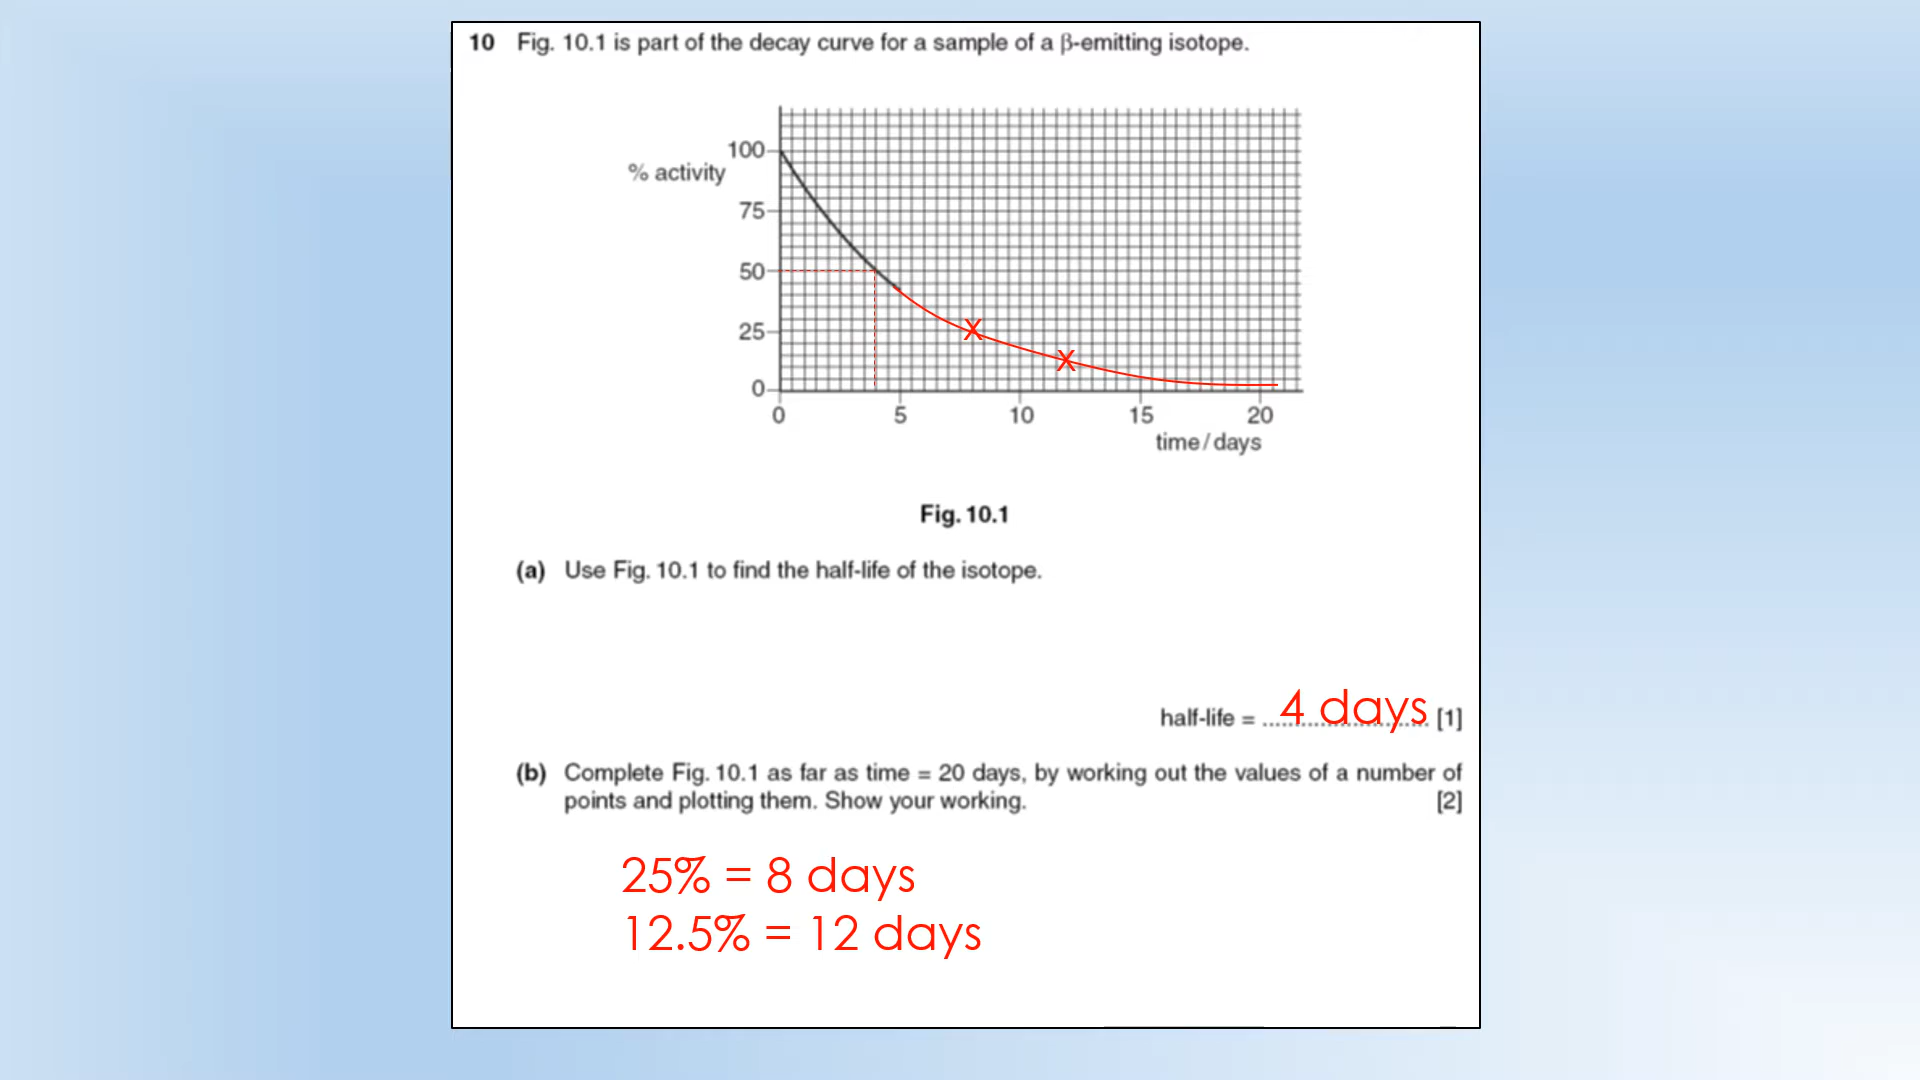 10 Fig. 10.1 is part of the decay curve for a sample of a β-emitting isotope.
100
% activity
75
50
25
0
0 5 10 15 20
time / days
Fig. 10.1
(a) Use Fig. 10.1 to find the half-life of the isotope.
half-life = ........................... 4 days [1]
(b) Complete Fig. 10.1 as far as time = 20 days, by working out the values of a number of
points and plotting them. Show your working. [2]
25% = 8 days
12.5% = 12 days